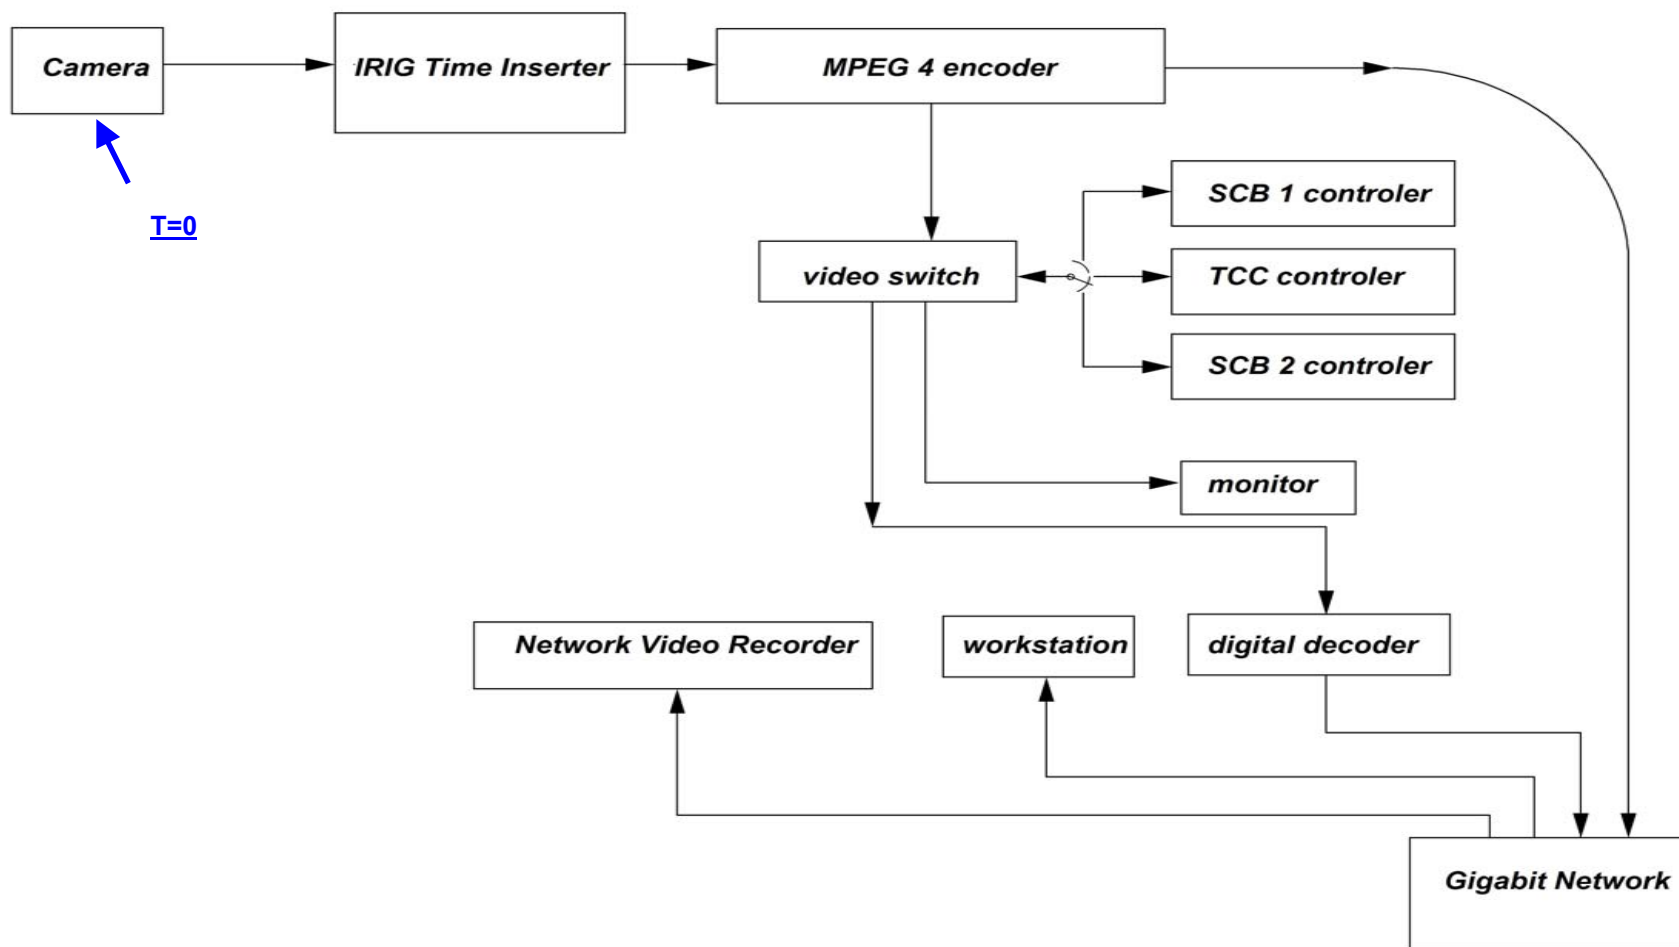 Camera
IRIG Time Inserter
MPEG 4 encoder
T=0
SCB 1 controler
video switch
TCC controler
SCB 2 controler
monitor
Network Video Recorder
workstation
digital decoder
Gigabit Network